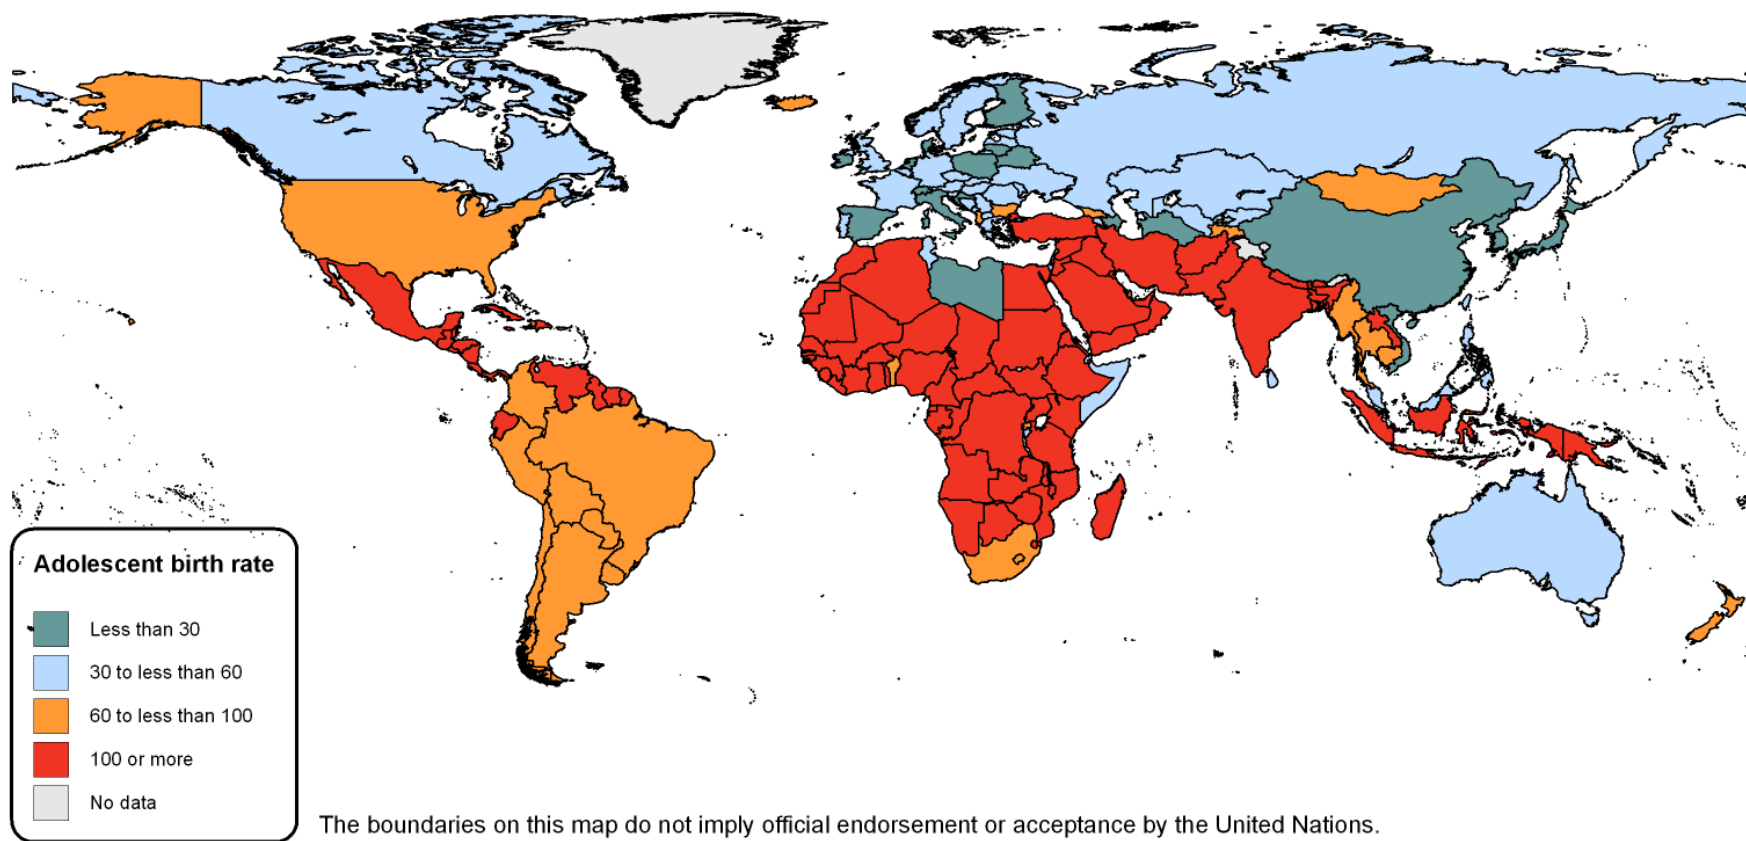 Adolescent birth rate
Less than 30
30 to less than 60
60 to less than 100
100 or more
No data
The boundaries on this map do not imply official endorsement or acceptance by the United Nations.